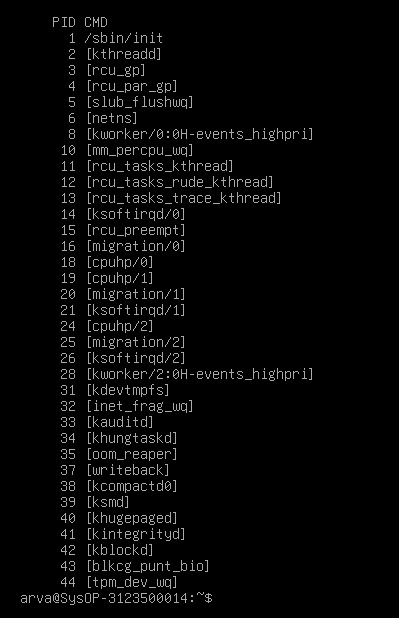 PID CMD
1 /sbin/init
2 [kthreadd]
3 [rcu_gp]
4 [rcu_par_gp]
5 [slub_flushwq]
6 [netns]
8 [kworker/0:0H-events_highpri]
10 [mm_percpu_wq]
11 [rcu_tasks_kthread]
12 [rcu_tasks_rude_kthread]
13 [rcu_tasks_trace_kthread]
14 [ksoftirqd/0]
15 [rcu_preempt]
16 [migration/0]
18 [cpuhp/0]
19 [cpuhp/1]
20 [migration/1]
21 [ksoftirqd/1]
24 [cpuhp/2]
25 [migration/2]
26 [ksoftirqd/2]
28 [kworker/2:0H-events_highpri]
31 [kdevtmpfs]
32 [inet_frag_wq]
33 [kauditd]
34 [khungtaskd]
35 [oom_reaper]
37 [writeback]
38 [kcompactd0]
39 [ksmd]
40 [khugepaged]
41 [kintegrityd]
42 [kblockd]
43 [blkcg_punt_bio]
44 [tpm_dev_wq]
arva@SysOP-3123500014:~$